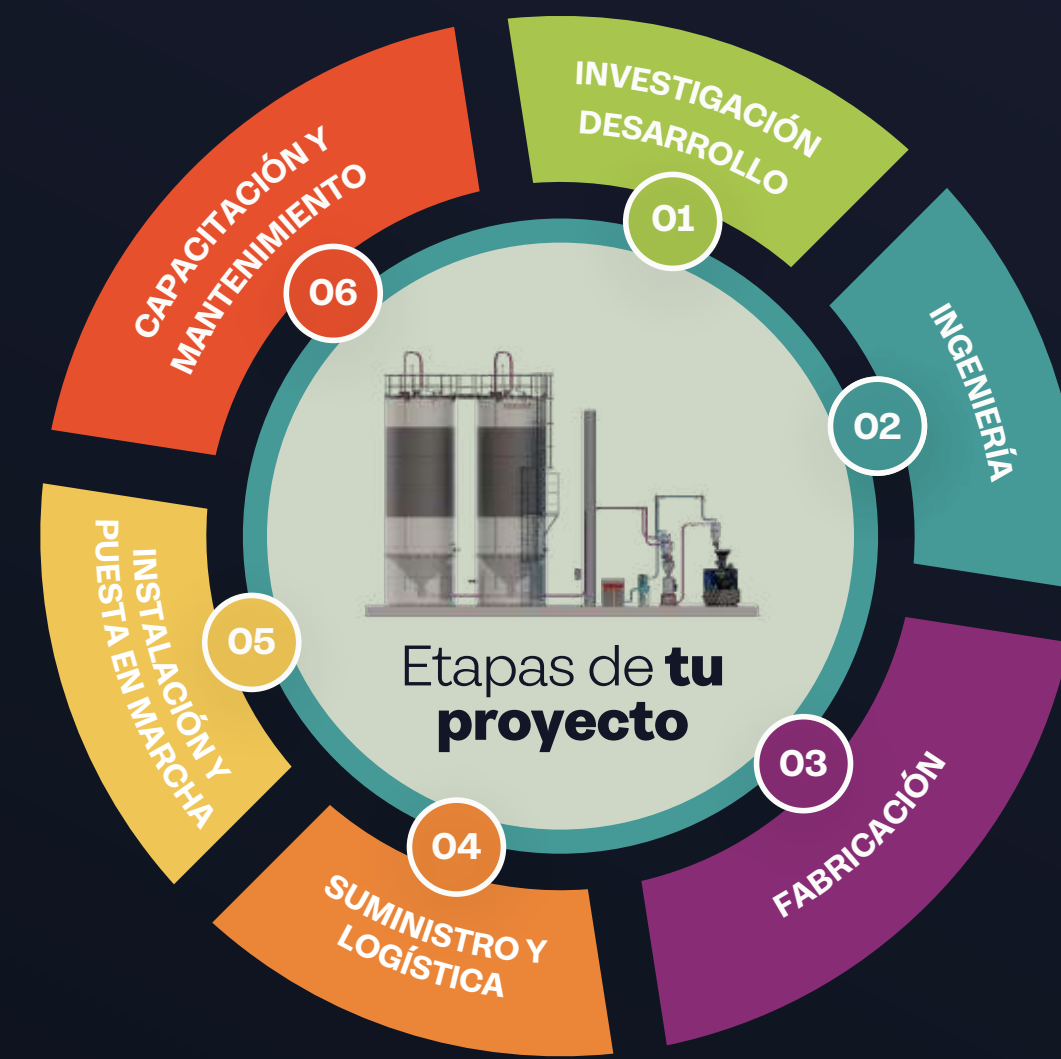 INVESTIGACIÓN
DESARROLLO
01
INGENIERÍA
02
FABRICACIÓN
03
SUMINISTRO Y
LOGÍSTICA
04
INSTALACIÓN Y
PUESTA EN MARCHA
05
CAPACITACIÓN Y
MANTENIMIENTO
06
Etapas de tu
proyecto